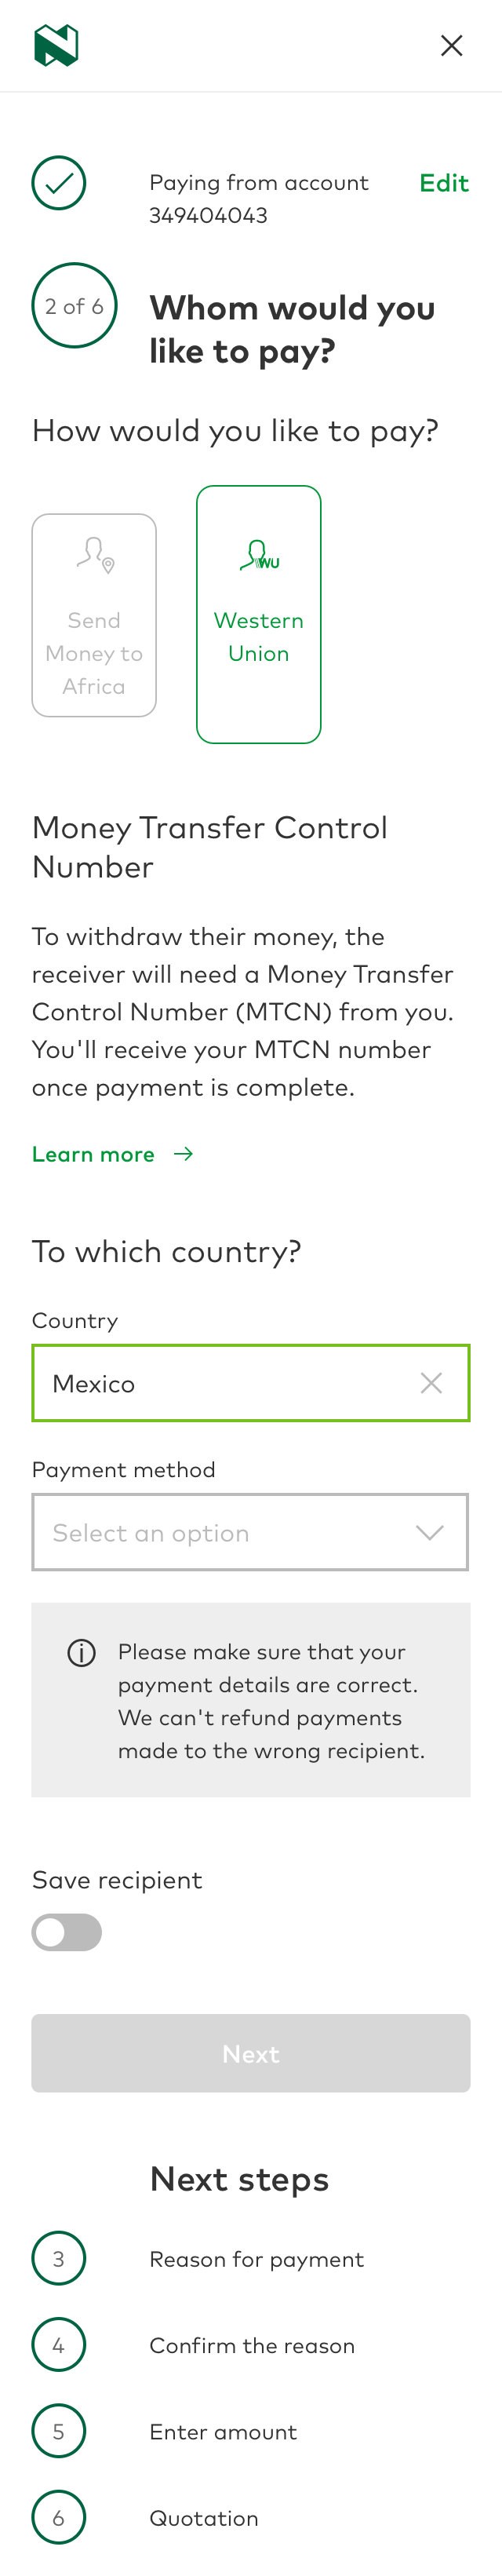 Paying from account
349404043
Edit
2 of 6
Whom would you
like to pay?
How would you like to pay?
Send
Money to
Africa
WU
Western
Union
Money Transfer Control
Number
To withdraw their money, the
receiver will need a Money Transfer
Control Number (MTCN) from you.
You'll receive your MTCN number
once payment is complete.
Learn more
To which country?
Country
Mexico
Payment method
Select an option
Please make sure that your
payment details are correct.
We can't refund payments
made to the wrong recipient.
Save recipient
Next
Next steps
3
Reason for payment
4
Confirm the reason
5
Enter amount
6
Quotation